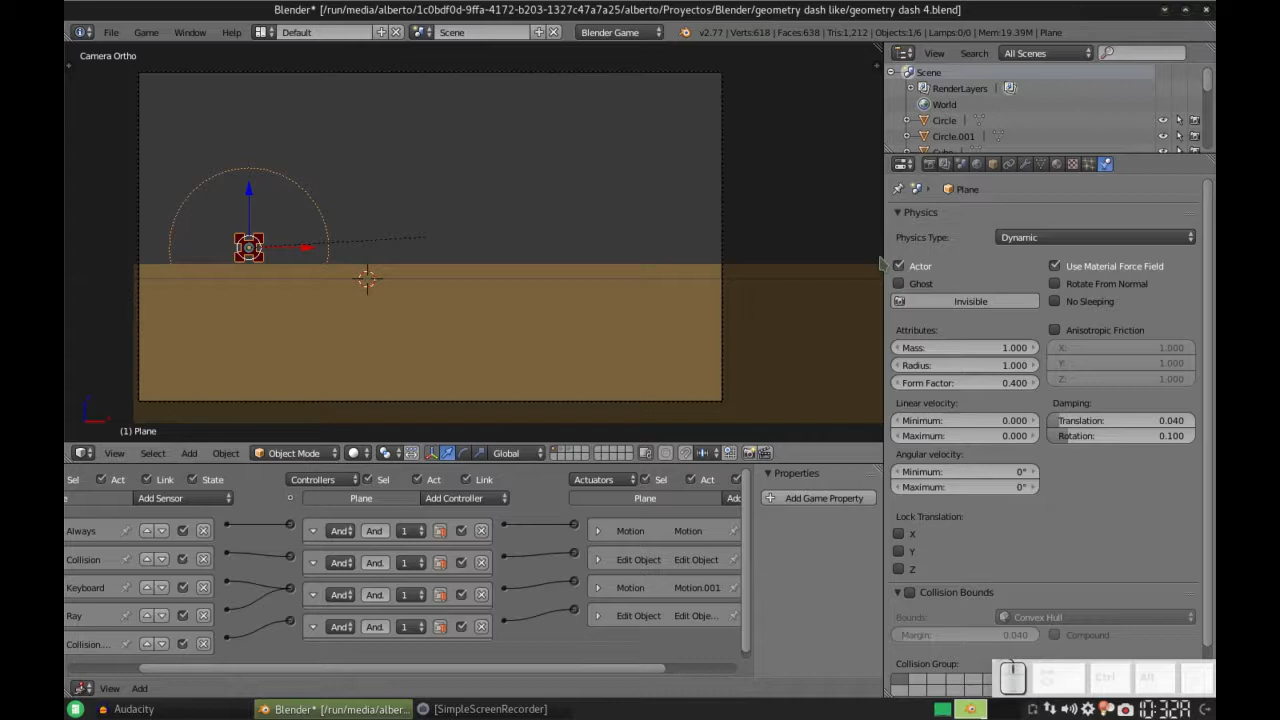 Blender* [/run/media/alberto/1c0bdf0d-9ffa-4172-b203-1327c47a7a25/alberto/Proyectos/Blender/geometry dash like/geometry dash 4.blend]
File Game Window Help Default Scene Blender Game v2.77 | Verts:618 | Faces:638 | Tris:1,212 | Objects:1/6 | Lamps:0/0 | Mem:19.39M | Plane
View Search All Scenes
Camera Ortho
Scene
RenderLayers
World
Circle
Circle.001
Plane
Physics
Physics Type: Dynamic
Actor Use Material Force Field
Ghost Rotate From Normal
Invisible No Sleeping
Attributes: Anisotropic Friction
Mass: 1.000 X: 1.000
Radius: 1.000 Y: 1.000
Form Factor: 0.400 Z: 1.000
Linear velocity: Damping:
Minimum: 0.000 Translation: 0.040
Maximum: 0.000 Rotation: 0.100
Angular velocity:
Minimum: 0°
Maximum: 0°
Lock Translation:
X
Y
Z
Collision Bounds
Bounds: Convex Hull
Margin: 0.040 Compound
Collision Group:
(1) Plane
View Select Add Object Object Mode Global
Sel Act Link State Controllers Sel Act Link Actuators Sel Act Properties
e Add Sensor Plane Add Controller Plane Add Add Game Property
Always And And 1 Motion Motion
Collision And And. 1 Edit Object Edit Object
Keyboard And And. 1 Motion Motion.001
Ray And And. 1 Edit Object Edit Obje...
Collision....
View Add
Ctrl Alt
Audacity Blender* [/run/media/alber... [SimpleScreenRecorder] 10:32